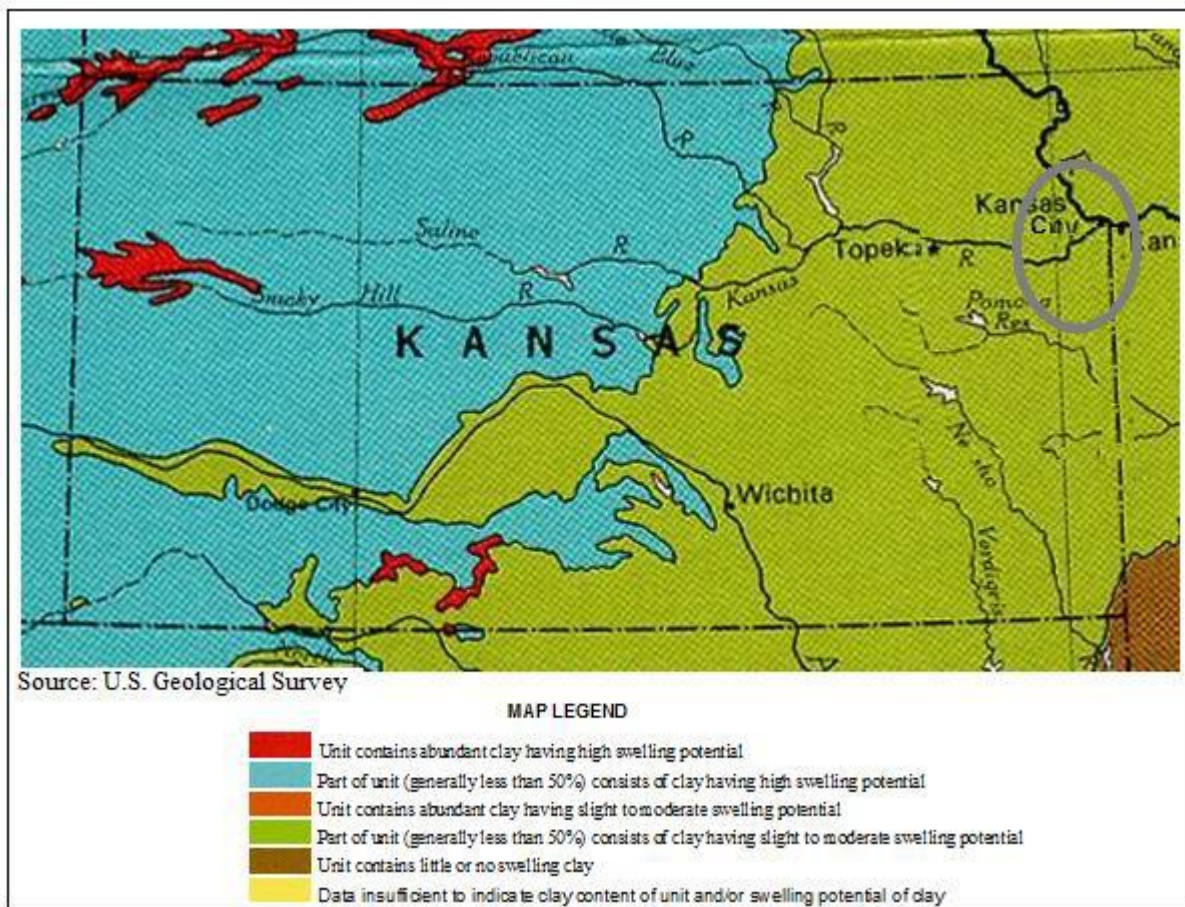 Republican
Blue
R
R
R
Kansas
City
Kan
Saline
R
Topeka
R
Smoky Hill R
Kansas
Pomona
Res
KANSAS
Neosho
Dodge City
Wichita
Verdigris
Source: U.S. Geological Survey
MAP LEGEND
Unit contains abundant clay having high swelling potential
Part of unit (generally less than 50%) consists of clay having high swelling potential
Unit contains abundant clay having slight to moderate swelling potential
Part of unit (generally less than 50%) consists of clay having slight to moderate swelling potential
Unit contains little or no swelling clay
Data insufficient to indicate clay content of unit and/or swelling potential of clay